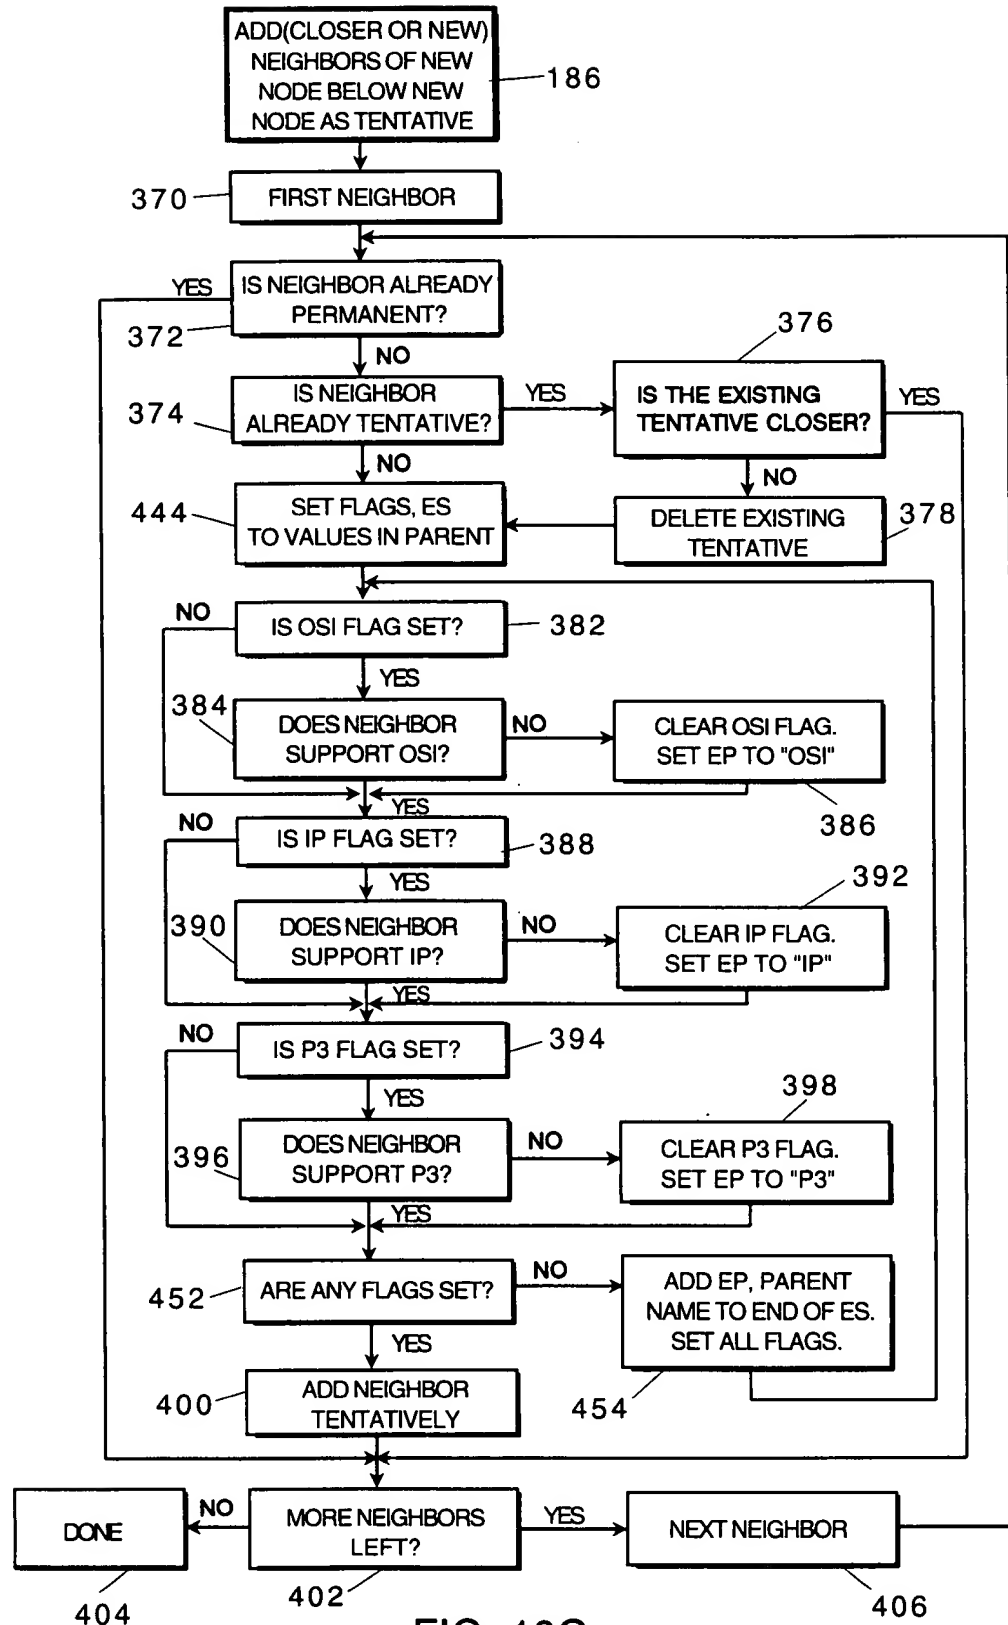 ADD(CLOSER OR NEW)
NEIGHBORS OF NEW
NODE BELOW NEW
NODE AS TENTATIVE
186
370
FIRST NEIGHBOR
YES
IS NEIGHBOR ALREADY
PERMANENT?
372
NO
376
374
IS NEIGHBOR
ALREADY TENTATIVE?
YES
IS THE EXISTING
TENTATIVE CLOSER?
YES
NO
NO
444
SET FLAGS, ES
TO VALUES IN PARENT
DELETE EXISTING
TENTATIVE
378
NO
IS OSI FLAG SET?
382
YES
384
DOES NEIGHBOR
SUPPORT OSI?
NO
CLEAR OSI FLAG.
SET EP TO "OSI"
386
YES
NO
IS IP FLAG SET?
388
YES
392
390
DOES NEIGHBOR
SUPPORT IP?
NO
CLEAR IP FLAG.
SET EP TO "IP"
YES
NO
IS P3 FLAG SET?
394
YES
398
396
DOES NEIGHBOR
SUPPORT P3?
NO
CLEAR P3 FLAG.
SET EP TO "P3"
YES
452
ARE ANY FLAGS SET?
NO
ADD EP, PARENT
NAME TO END OF ES.
SET ALL FLAGS.
454
YES
400
ADD NEIGHBOR
TENTATIVELY
DONE
404
NO
MORE NEIGHBORS
LEFT?
402
YES
NEXT NEIGHBOR
406